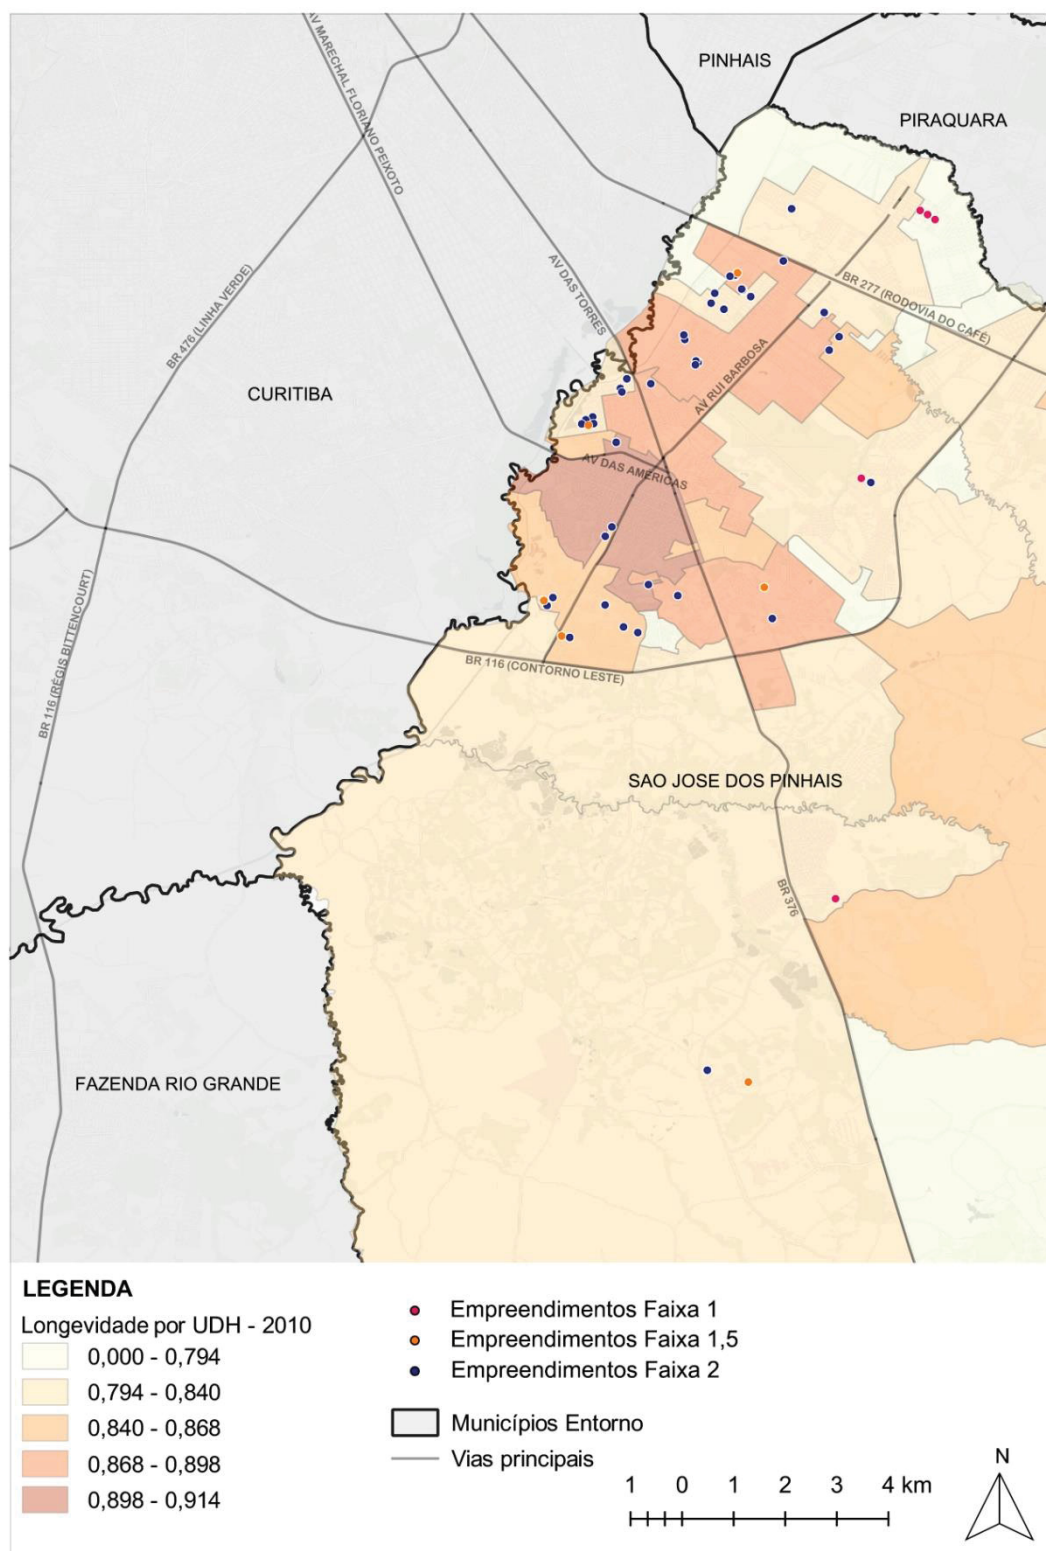 PINHAIS
PIRAQUARA
AV MARECHAL FLORIANO PEIXOTO
AV DAS TORRES
BR 476 (LINHA VERDE)
BR 277 (RODOVIA DO CAFÉ)
CURITIBA
AV RUI BARBOSA
AV DAS AMÉRICAS
BR 116 (RÉGIS BITTENCOURT)
BR 116 (CONTORNO LESTE)
SAO JOSE DOS PINHAIS
BR 376
FAZENDA RIO GRANDE
LEGENDA
Longevidade por UDH - 2010
0,000 - 0,794
0,794 - 0,840
0,840 - 0,868
0,868 - 0,898
0,898 - 0,914
Empreendimentos Faixa 1
Empreendimentos Faixa 1,5
Empreendimentos Faixa 2
Municípios Entorno
Vias principais
1 0 1 2 3 4 km
N